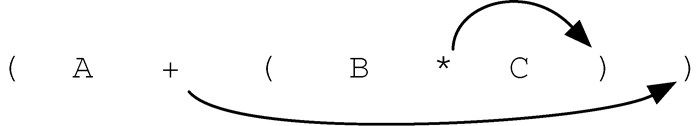 ( A + ( B * C ) )